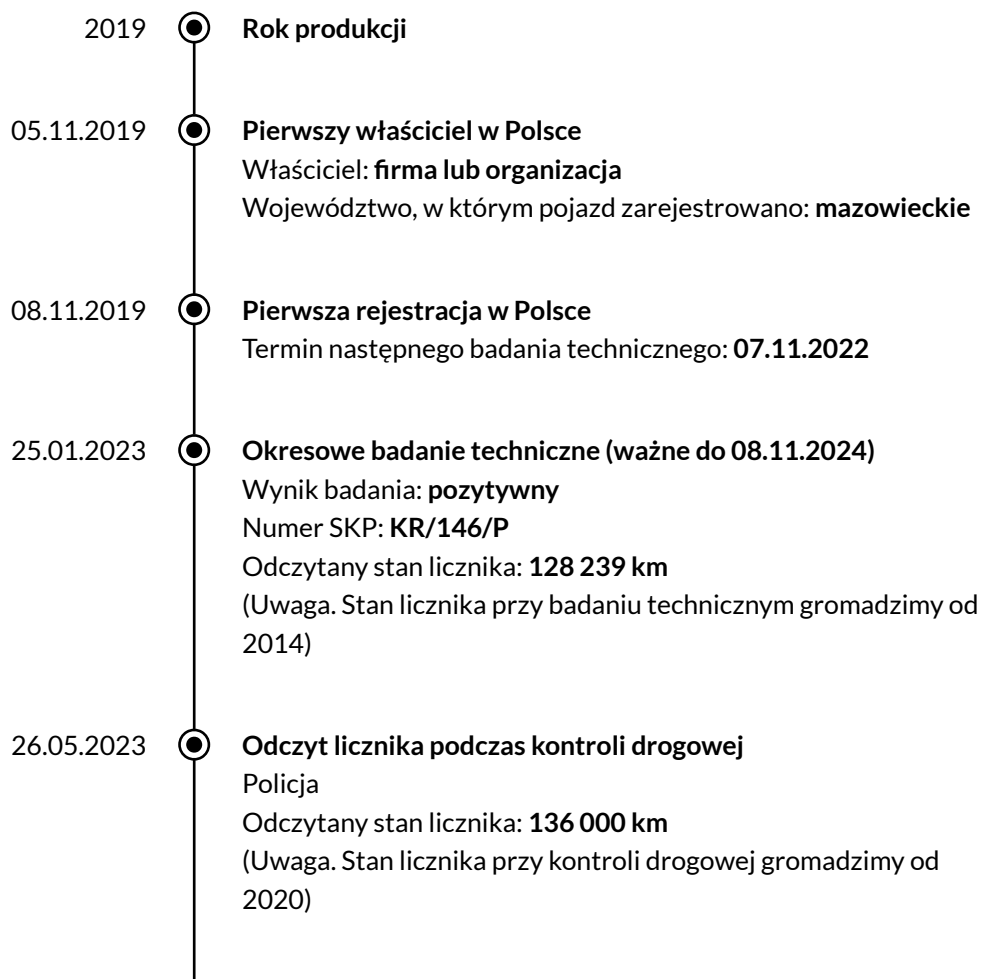 2019 Rok produkcji
05.11.2019 Pierwszy właściciel w Polsce
Właściciel: firma lub organizacja
Województwo, w którym pojazd zarejestrowano: mazowieckie
08.11.2019 Pierwsza rejestracja w Polsce
Termin następnego badania technicznego: 07.11.2022
25.01.2023 Okresowe badanie techniczne (ważne do 08.11.2024)
Wynik badania: pozytywny
Numer SKP: KR/146/P
Odczytany stan licznika: 128 239 km
(Uwaga. Stan licznika przy badaniu technicznym gromadzimy od
2014)
26.05.2023 Odczyt licznika podczas kontroli drogowej
Policja
Odczytany stan licznika: 136 000 km
(Uwaga. Stan licznika przy kontroli drogowej gromadzimy od
2020)